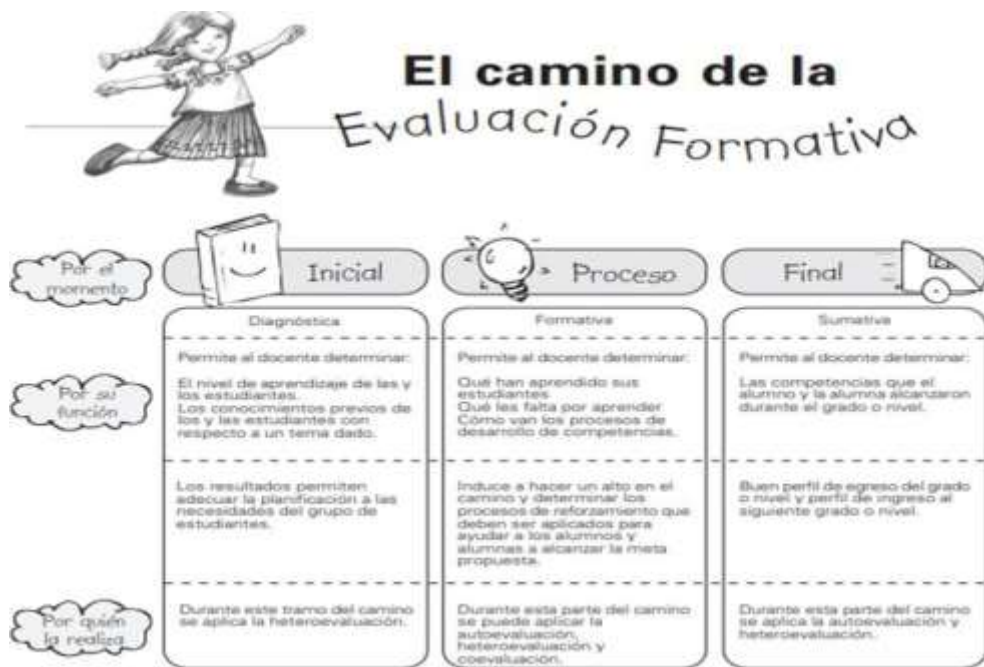 El camino de la
Evaluación Formativa
Por el
momento
Inicial
Proceso
Final
Diagnóstica
Formativa
Sumativa
Por su
función
Permite al docente determinar:
El nivel de aprendizaje de las y
los estudiantes.
Los conocimientos previos de
los y las estudiantes con
respecto a un tema dado.
Permite al docente determinar:
Qué han aprendido sus
estudiantes
Qué les falta por aprender
Cómo van los procesos de
desarrollo de competencias.
Permite al docente determinar:
Las competencias que el
alumno y la alumna alcanzaron
durante el grado o nivel.
Los resultados permiten
adecuar la planificación a las
necesidades del grupo de
estudiantes.
Induce a hacer un alto en el
camino y determinar los
procesos de reforzamiento que
deben ser aplicados para
ayudar a los alumnos y
alumnas a alcanzar la meta
propuesta.
Buen perfil de egreso del grado
o nivel y perfil de ingreso al
siguiente grado o nivel.
Por quién
la realiza
Durante este tramo del camino
se aplica la heteroevaluación.
Durante esta parte del camino
se puede aplicar la
autoevaluación,
heteroevaluación y
coevaluación.
Durante esta parte del camino
se aplica la autoevaluación y
heteroevaluación.